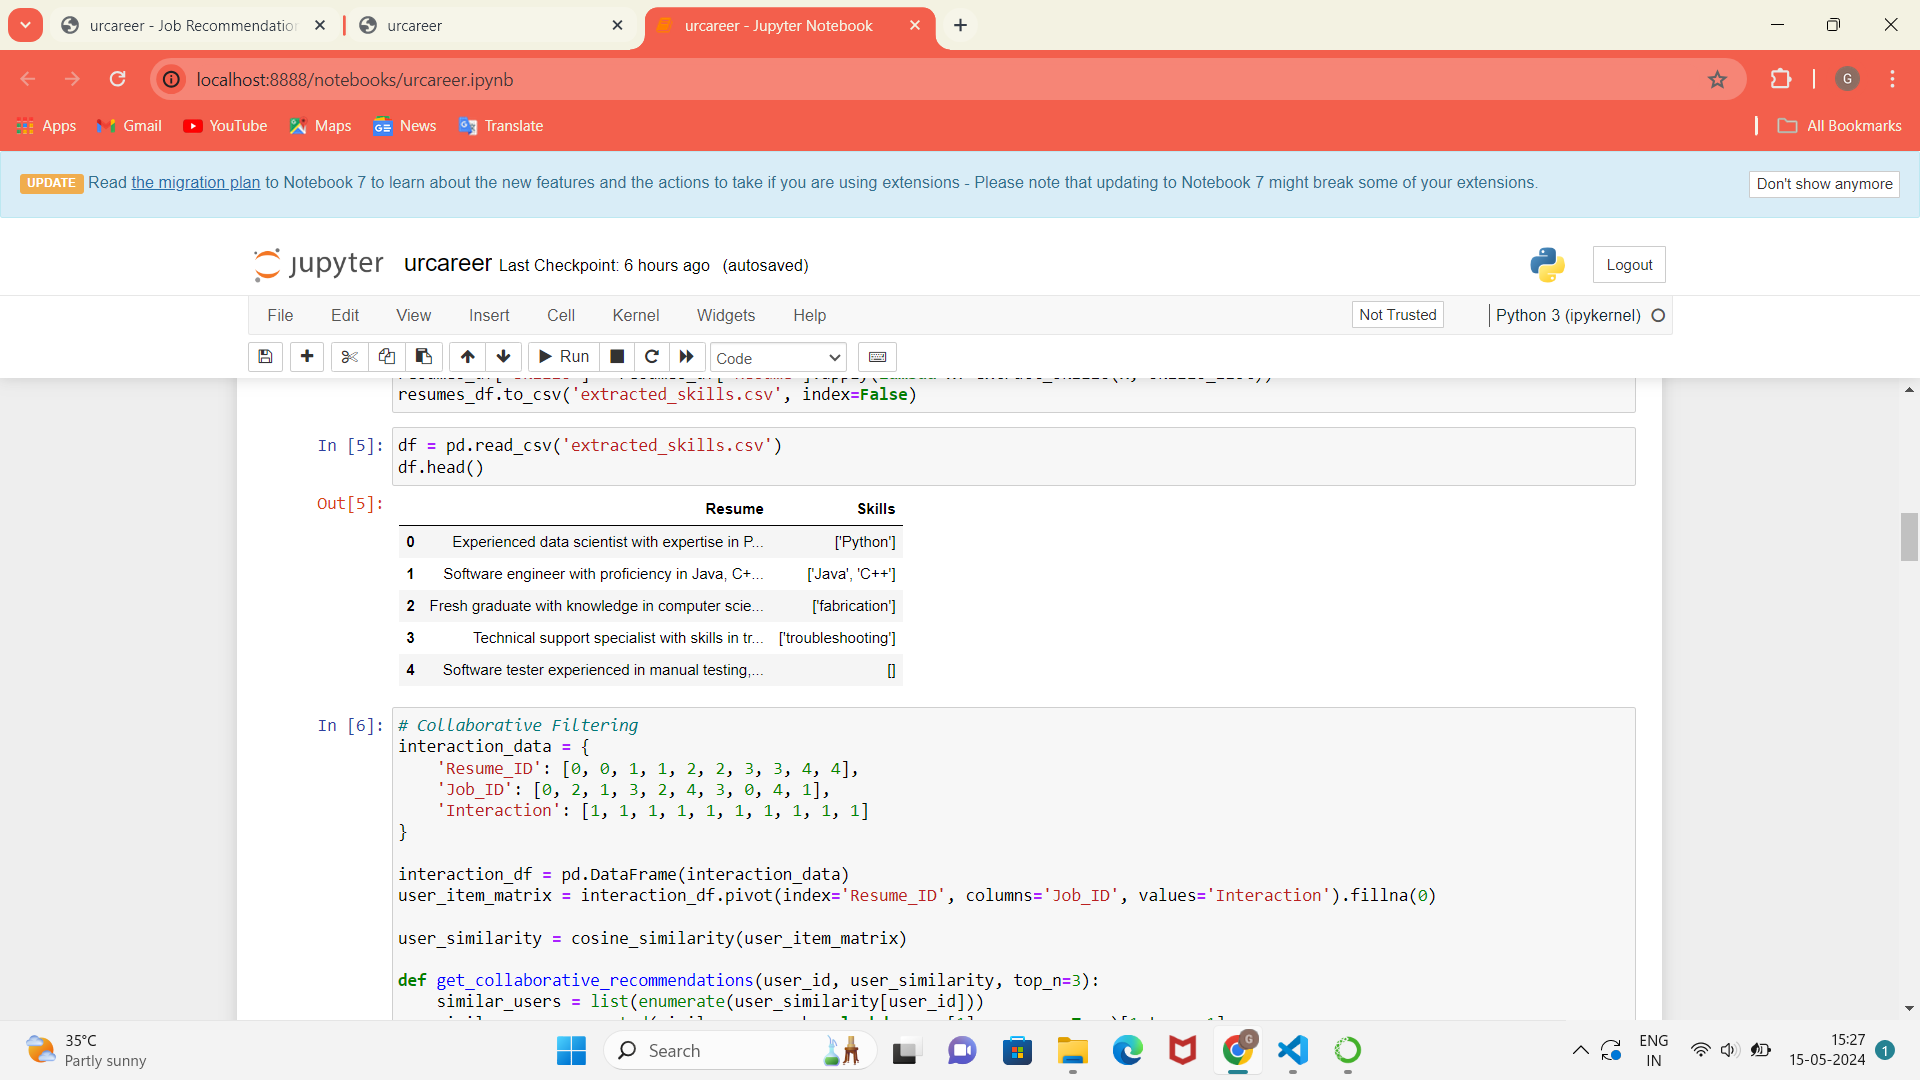 urcareer - Job Recommendation
urcareer
urcareer - Jupyter Notebook
localhost:8888/notebooks/urcareer.ipynb
G
Apps
Gmail
YouTube
Maps
News
Translate
All Bookmarks
UPDATE Read the migration plan to Notebook 7 to learn about the new features and the actions to take if you are using extensions - Please note that updating to Notebook 7 might break some of your extensions.
Don't show anymore
jupyter urcareer Last Checkpoint: 6 hours ago (autosaved)
Logout
File Edit View Insert Cell Kernel Widgets Help
Not Trusted
Python 3 (ipykernel)
Run
Code
resumes_df.to_csv('extracted_skills.csv', index=False)
In [5]: df = pd.read_csv('extracted_skills.csv')
df.head()
Out[5]:
Resume Skills
0 Experienced data scientist with expertise in P... ['Python']
1 Software engineer with proficiency in Java, C+... ['Java', 'C++']
2 Fresh graduate with knowledge in computer scie... ['fabrication']
3 Technical support specialist with skills in tr... ['troubleshooting']
4 Software tester experienced in manual testing,... []
In [6]: # Collaborative Filtering
interaction_data = {
'Resume_ID': [0, 0, 1, 1, 2, 2, 3, 3, 4, 4],
'Job_ID': [0, 2, 1, 3, 2, 4, 3, 0, 4, 1],
'Interaction': [1, 1, 1, 1, 1, 1, 1, 1, 1, 1]
}
interaction_df = pd.DataFrame(interaction_data)
user_item_matrix = interaction_df.pivot(index='Resume_ID', columns='Job_ID', values='Interaction').fillna(0)
user_similarity = cosine_similarity(user_item_matrix)
def get_collaborative_recommendations(user_id, user_similarity, top_n=3):
similar_users = list(enumerate(user_similarity[user_id]))
35°C
Partly sunny
Search
G
ENG
IN
15:27
15-05-2024
1